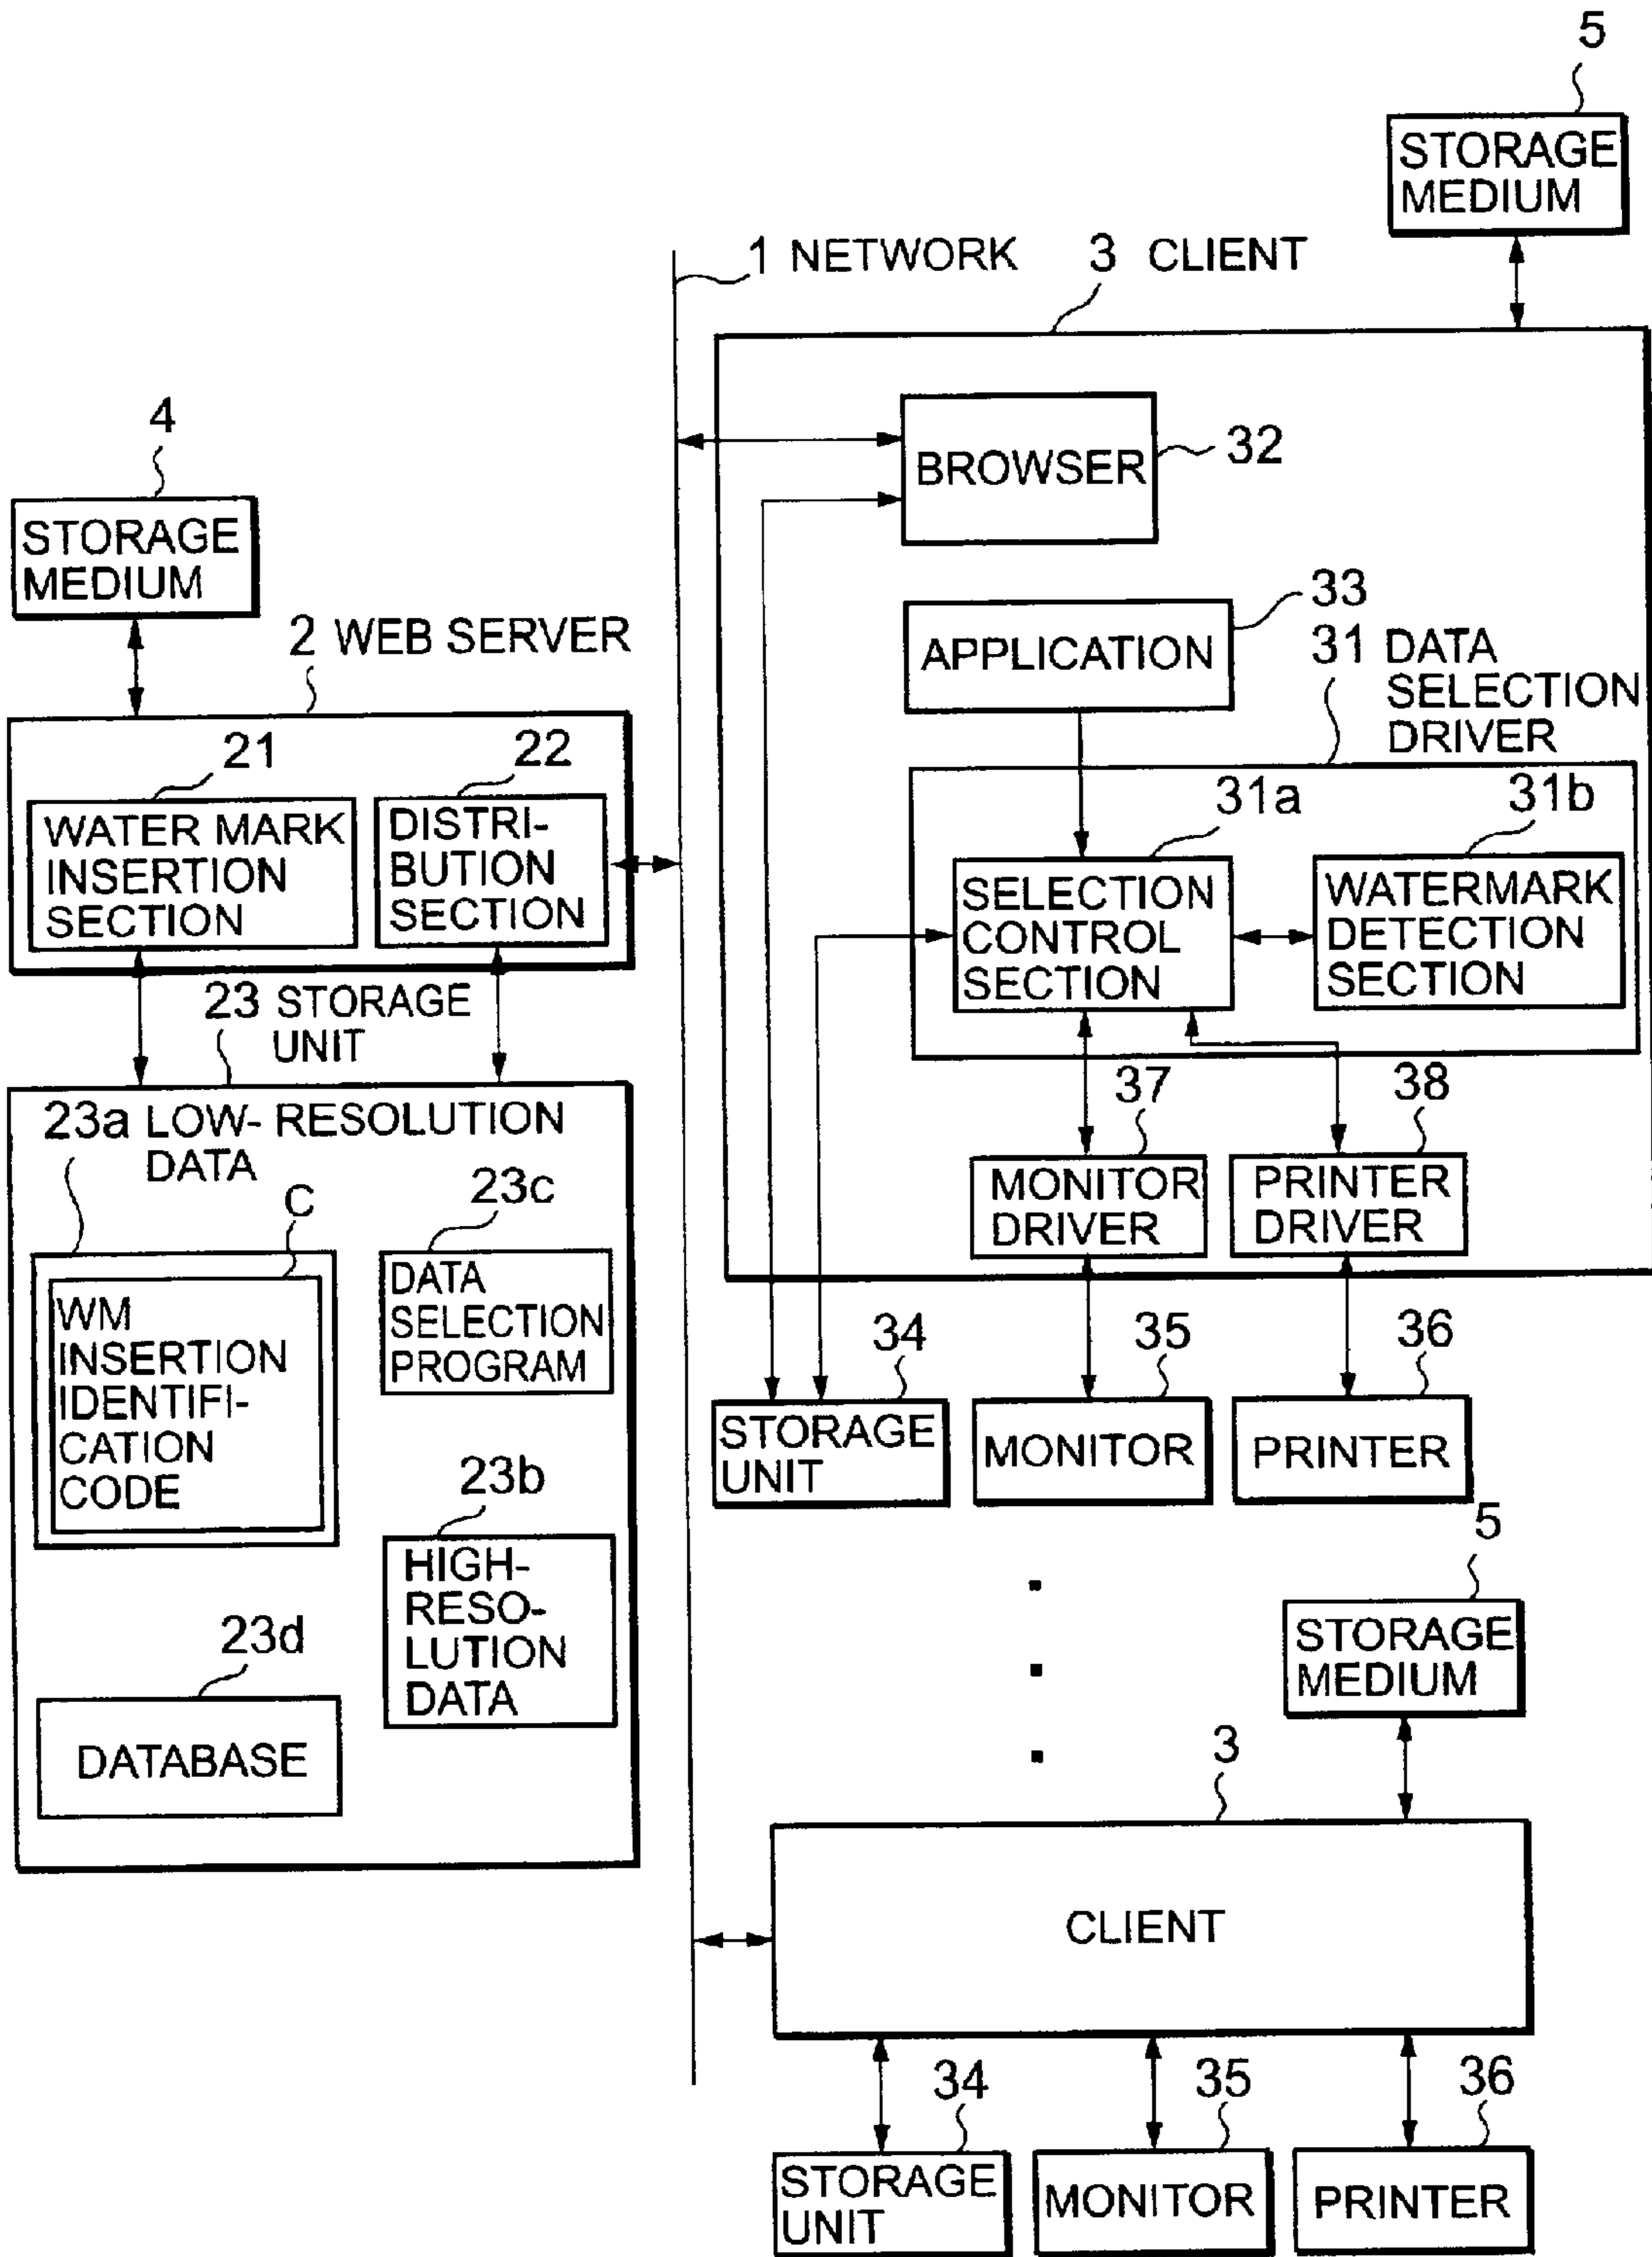 5
STORAGE
MEDIUM
1 NETWORK
3 CLIENT
4
STORAGE
MEDIUM
2 WEB SERVER
21
22
WATER MARK
INSERTION
SECTION
DISTRI-
BUTION
SECTION
23 STORAGE
UNIT
23a LOW- RESOLUTION
DATA
C
WM
INSERTION
IDENTIFI-
CATION
CODE
23c
DATA
SELECTION
PROGRAM
23b
HIGH-
RESO-
LUTION
DATA
23d
DATABASE
BROWSER
32
33
APPLICATION
31 DATA
SELECTION
DRIVER
31a
31b
SELECTION
CONTROL
SECTION
WATERMARK
DETECTION
SECTION
37
38
MONITOR
DRIVER
PRINTER
DRIVER
34
35
36
STORAGE
UNIT
MONITOR
PRINTER
5
STORAGE
MEDIUM
3
CLIENT
34
35
36
STORAGE
UNIT
MONITOR
PRINTER